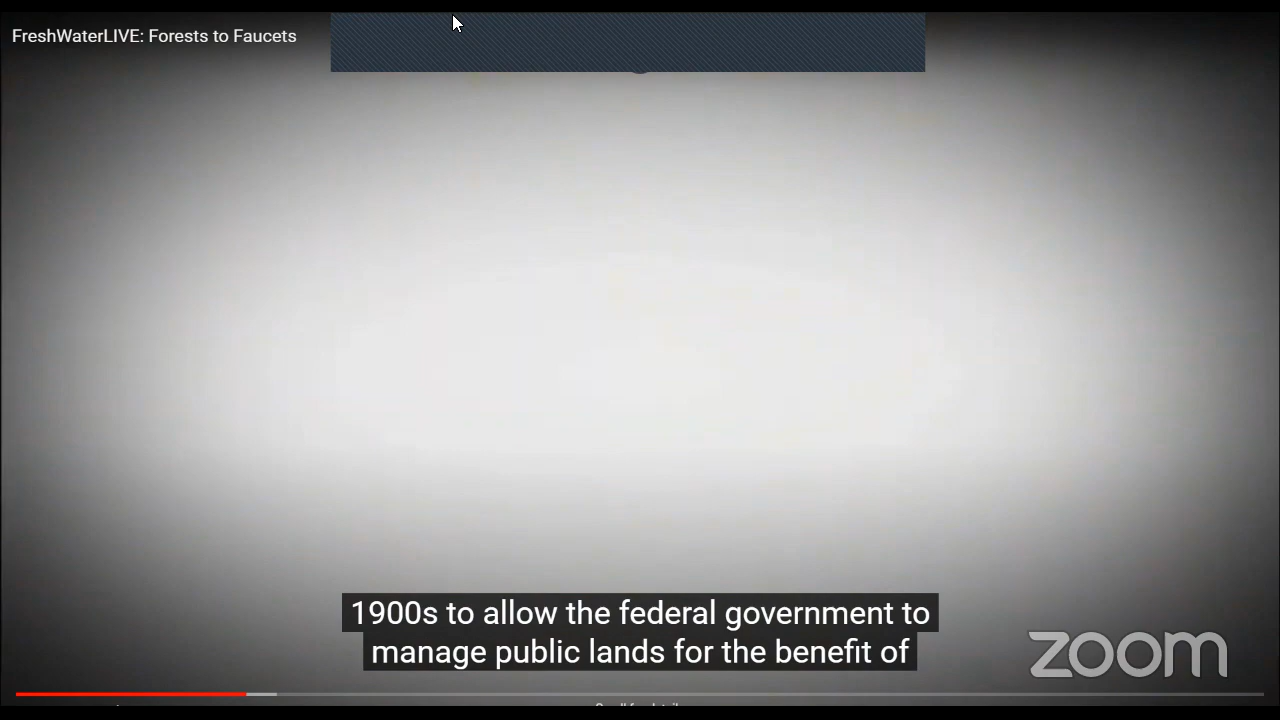 FreshWaterLIVE: Forests to Faucets
1900s to allow the federal government to
manage public lands for the benefit of
zoom